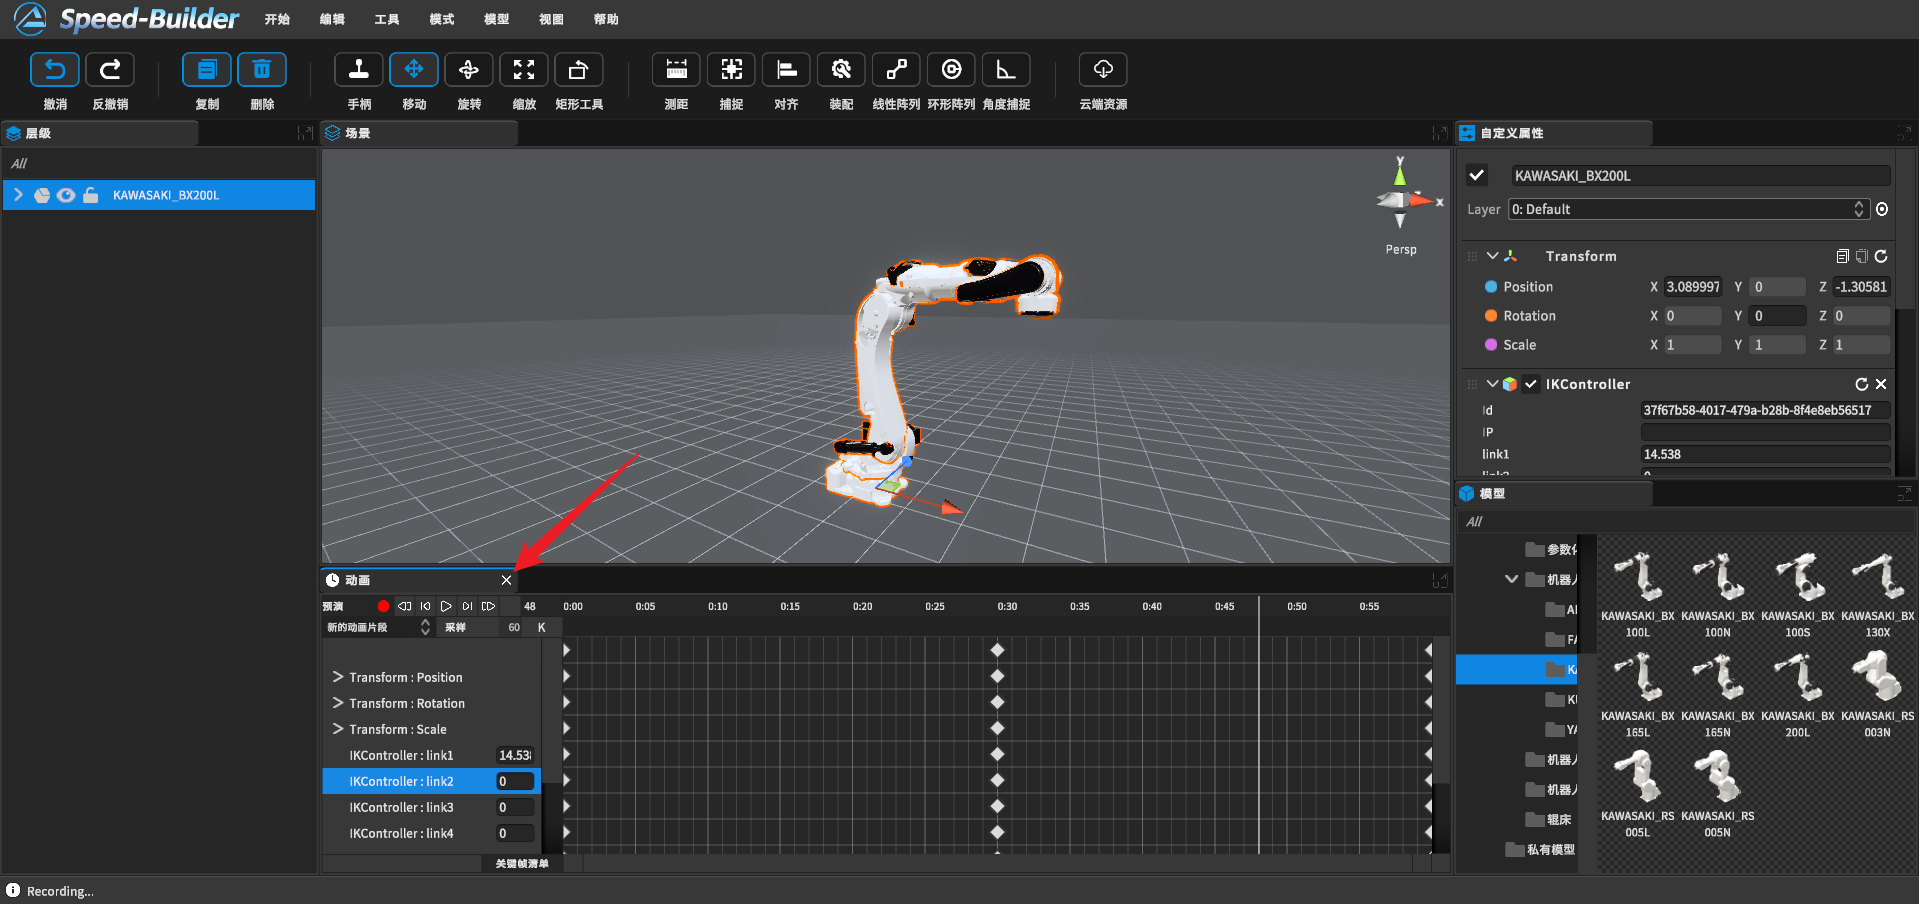 Speed-Builder 开始 编辑 工具 模式 模型 视图 帮助
撤消 反撤销 复制 删除 手柄 移动 旋转 缩放 矩形工具 测距 捕捉 对齐 装配 线性阵列 环形阵列 角度捕捉 云端资源
层级
All
KAWASAKI_BX200L
场景
y
x
Persp
自定义属性
KAWASAKI_BX200L
Layer 0: Default
Transform
Position X 3.089997 Y 0 Z -1.30581
Rotation X 0 Y 0 Z 0
Scale X 1 Y 1 Z 1
IKController
Id 37f67b58-4017-479a-b28b-8f4e8eb56517
IP
link1 14.538
动画
预演 48 0:00 0:05 0:10 0:15 0:20 0:25 0:30 0:35 0:40 0:45 0:50 0:55
新的动画片段 采样 60 K
Transform : Position
Transform : Rotation
Transform : Scale
IKController : link1 14.53
IKController : link2 0
IKController : link3 0
IKController : link4 0
关键帧清单
模型
All
参数
机器人
FA
KA
YA
机器人
机器人
辊床
私有模型
KAWASAKI_BX
100L
KAWASAKI_BX
100N
KAWASAKI_BX
100S
KAWASAKI_BX
130X
KAWASAKI_BX
165L
KAWASAKI_BX
165N
KAWASAKI_BX
200L
KAWASAKI_RS
003N
KAWASAKI_RS
005L
KAWASAKI_RS
005N
Recording...